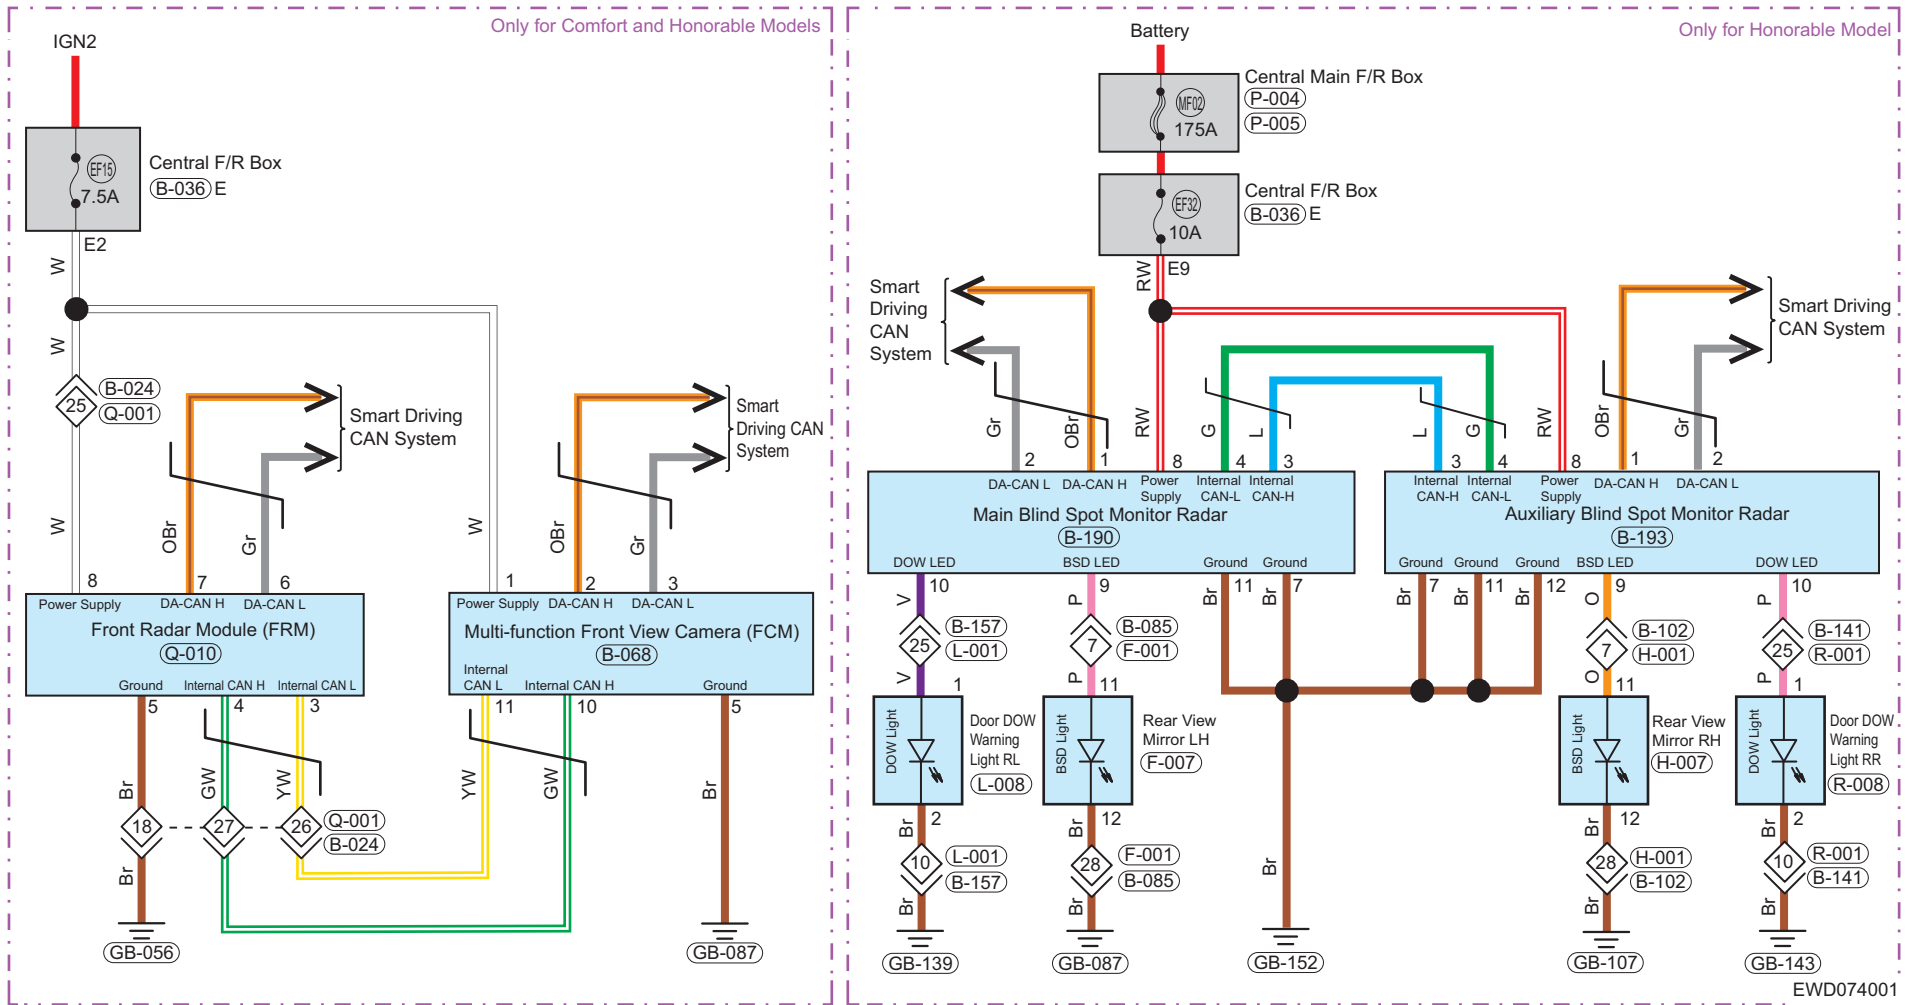 Only for Comfort and Honorable Models
IGN2
EF15
7.5A
Central F/R Box
B-036 E
E2
W
W
25
B-024
Q-001
W
OBr
Gr
Smart Driving
CAN System
W
OBr
Gr
Smart
Driving CAN
System
8
7
6
Power Supply
DA-CAN H
DA-CAN L
Front Radar Module (FRM)
Q-010
Ground
Internal CAN H
Internal CAN L
5
4
3
1
2
3
Power Supply
DA-CAN H
DA-CAN L
Multi-function Front View Camera (FCM)
B-068
Internal
CAN L
Internal CAN H
Ground
11
10
5
Br
GW
YW
YW
GW
Br
18
27
26
Q-001
B-024
Br
GB-056
GB-087
Only for Honorable Model
Battery
MF02
175A
Central Main F/R Box
P-004
P-005
EF32
10A
Central F/R Box
B-036 E
RW
E9
Smart
Driving
CAN
System
Smart Driving
CAN System
Gr
OBr
RW
G
L
L
G
RW
OBr
Gr
2
1
8
4
3
DA-CAN L
DA-CAN H
Power
Supply
Internal
CAN-L
Internal
CAN-H
Main Blind Spot Monitor Radar
B-190
DOW LED
BSD LED
Ground
Ground
10
9
11
7
3
4
8
1
2
Internal
CAN-H
Internal
CAN-L
Power
Supply
DA-CAN H
DA-CAN L
Auxiliary Blind Spot Monitor Radar
B-193
Ground
Ground
Ground
BSD LED
DOW LED
7
11
12
9
10
V
P
Br
Br
Br
Br
Br
O
P
25
B-157
L-001
7
B-085
F-001
7
B-102
H-001
25
B-141
R-001
V
P
O
P
1
11
11
1
DOW Light
Door DOW
Warning
Light RL
L-008
BSD Light
Rear View
Mirror LH
F-007
BSD Light
Rear View
Mirror RH
H-007
DOW Light
Door DOW
Warning
Light RR
R-008
2
12
12
2
Br
Br
Br
Br
10
L-001
B-157
28
F-001
B-085
Br
28
H-001
B-102
10
R-001
B-141
Br
Br
Br
Br
GB-139
GB-087
GB-152
GB-107
GB-143
EWD074001